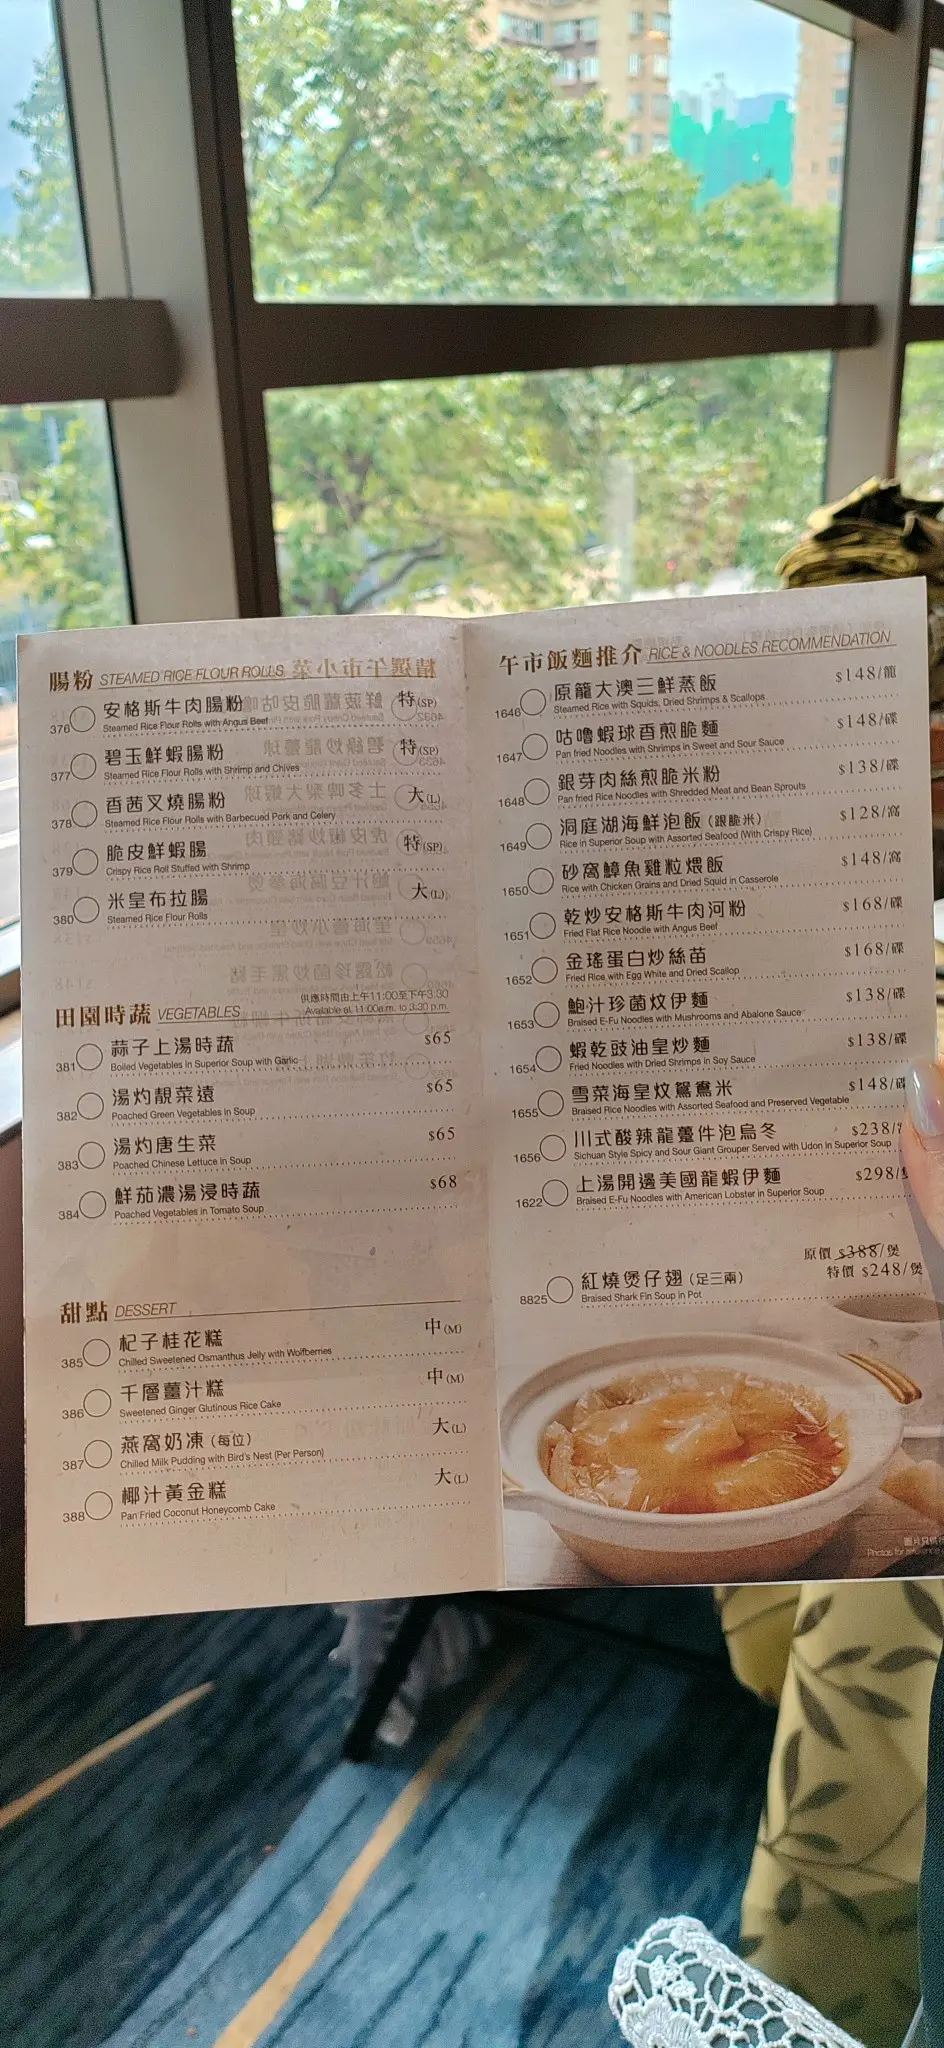 腸粉 STEAMED RICE FLOUR ROLLS
376 安格斯牛肉腸粉 特(SP)
Steamed Rice Flour Rolls with Angus Beef
377 碧玉鮮蝦腸粉 特(SP)
Steamed Rice Flour Rolls with Shrimp and Chives
378 香茜叉燒腸粉 大(L)
Steamed Rice Flour Rolls with Barbecued Pork and Celery
379 脆皮鮮蝦腸 特(SP)
Crispy Rice Roll Stuffed with Shrimp
380 米皇布拉腸 大(L)
Steamed Rice Flour Rolls
田園時蔬 VEGETABLES
供應時間由上午11:00至下午3:30
Available at 11:00a.m. to 3:30 p.m.
381 蒜子上湯時蔬 $65
Boiled Vegetables in Superior Soup with Garlic
382 湯灼靚菜遠 $65
Poached Green Vegetables in Soup
383 湯灼唐生菜 $65
Poached Chinese Lettuce in Soup
384 鮮茄濃湯浸時蔬 $68
Poached Vegetables in Tomato Soup
甜點 DESSERT
385 杞子桂花糕 中(M)
Chilled Sweetened Osmanthus Jelly with Wolfberries
386 千層薑汁糕 中(M)
Sweetened Ginger Glutinous Rice Cake
387 燕窩奶凍(每位) 大(L)
Chilled Milk Pudding with Bird's Nest (Per Person)
388 椰汁黃金糕 大(L)
Pan Fried Coconut Honeycomb Cake
午市飯麵推介 RICE & NOODLES RECOMMENDATION
1646 原籠大澳三鮮蒸飯 $148/籠
Steamed Rice with Squids, Dried Shrimps & Scallops
1647 咕嚕蝦球香煎脆麵 $148/碟
Pan fried Noodles with Shrimps in Sweet and Sour Sauce
1648 銀芽肉絲煎脆米粉 $138/碟
Pan fried Rice Noodles with Shredded Meat and Bean Sprouts
1649 洞庭湖海鮮泡飯(銀脆米) $128/窩
Rice in Superior Soup with Assorted Seafood (With Crispy Rice)
1650 砂窩鱆魚雞粒煨飯 $148/窩
Rice with Chicken Grains and Dried Squid in Casserole
1651 乾炒安格斯牛肉河粉 $168/碟
Fried Flat Rice Noodle with Angus Beef
1652 金瑤蛋白炒絲苗 $168/碟
Fried Rice with Egg White and Dried Scallop
1653 鮑汁珍菌炆伊麵 $138/碟
Braised E-Fu Noodles with Mushrooms and Abalone Sauce
1654 蝦乾豉油皇炒麵 $138/碟
Fried Noodles with Dried Shrimps in Soy Sauce
1655 雪菜海皇炆鴛鴦米 $148/碟
Braised Rice Noodles with Assorted Seafood and Preserved Vegetable
1656 川式酸辣龍躉件泡烏冬 $238/
Sichuan Style Spicy and Sour Giant Grouper Served with Udon in Superior Soup
1622 上湯開邊美國龍蝦伊麵 $298/
Braised E-Fu Noodles with American Lobster in Superior Soup
原價 $388/煲
特價 $248/煲
8825 紅燒煲仔翅(足三兩)
Braised Shark Fin Soup in Pot
圖片只供
Photos for reference